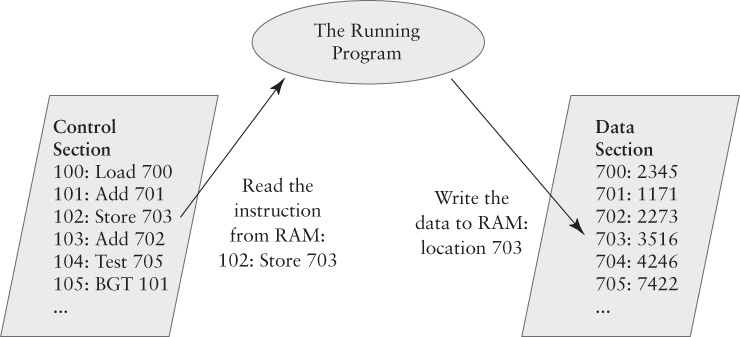 The Running
Program
Control
Section
100: Load 700
101: Add 701
102: Store 703
103: Add 702
104: Test 705
105: BGT 101
...
Read the
instruction
from RAM:
102: Store 703
Write the
data to RAM:
location 703
Data
Section
700: 2345
701: 1171
702: 2273
703: 3516
704: 4246
705: 7422
...